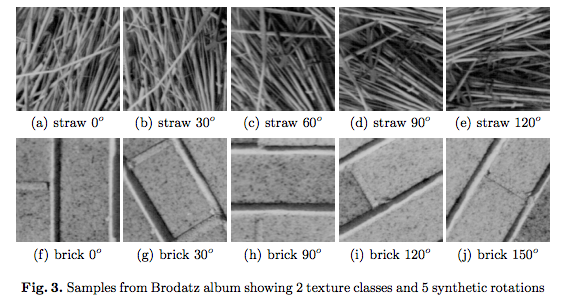 (a) straw 0° (b) straw 30° (c) straw 60° (d) straw 90° (e) straw 120°
(f) brick 0° (g) brick 30° (h) brick 90° (i) brick 120° (j) brick 150°
Fig. 3. Samples from Brodatz album showing 2 texture classes and 5 synthetic rotations